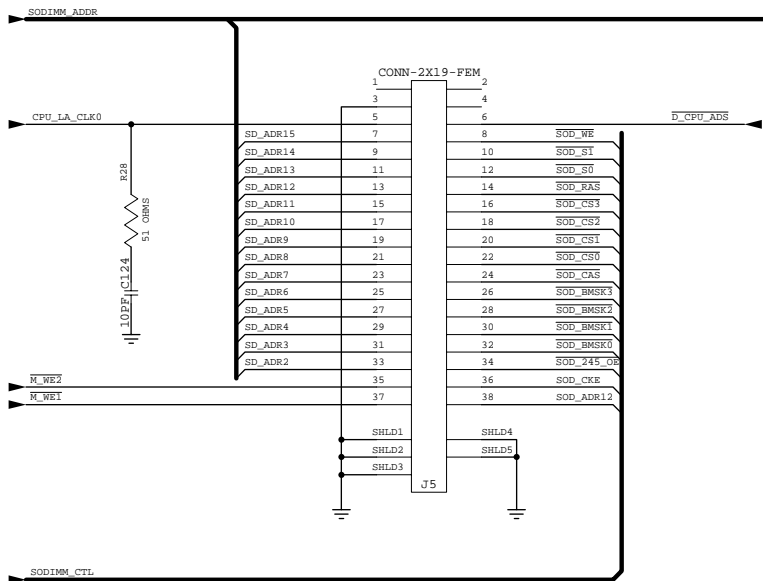 SODIMM_ADDR
CONN-2X19-FEM
1 2
3 4
CPU_LA_CLK0 5 6 D_CPU_ADS
SD_ADR15 7 8 SOD_WE
SD_ADR14 9 10 SOD_S1
SD_ADR13 11 12 SOD_S0
SD_ADR12 13 14 SOD_RAS
SD_ADR11 15 16 SOD_CS3
SD_ADR10 17 18 SOD_CS2
SD_ADR9 19 20 SOD_CS1
SD_ADR8 21 22 SOD_CS0
SD_ADR7 23 24 SOD_CAS
SD_ADR6 25 26 SOD_BMSK3
SD_ADR5 27 28 SOD_BMSK2
SD_ADR4 29 30 SOD_BMSK1
SD_ADR3 31 32 SOD_BMSK0
SD_ADR2 33 34 SOD_245_OE
M_WE2 35 36 SOD_CKE
M_WE1 37 38 SOD_ADR12
R28
51 OHMS
C124
10PF
SHLD1 SHLD4
SHLD2 SHLD5
SHLD3
J5
SODIMM_CTL